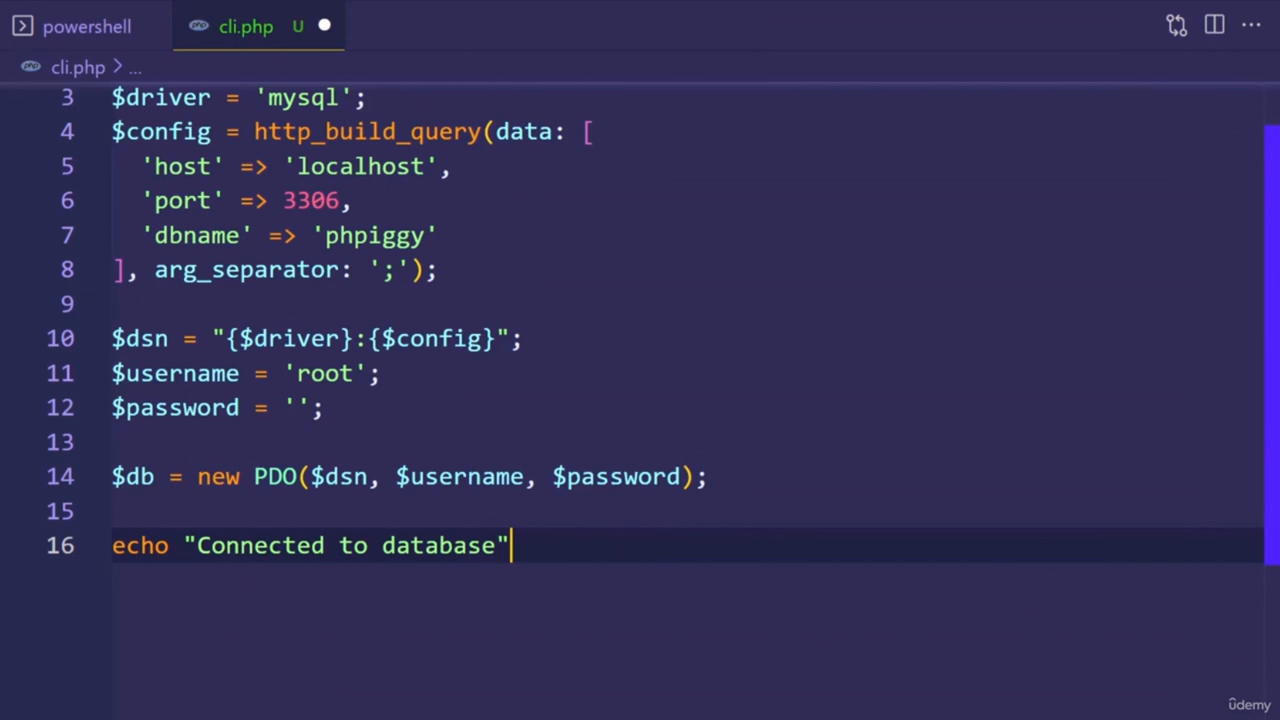 powershell
php cli.php U
php cli.php > ...
3 $driver = 'mysql';
4 $config = http_build_query(data: [
5 'host' => 'localhost',
6 'port' => 3306,
7 'dbname' => 'phpiggy'
8 ], arg_separator: ';');
9
10 $dsn = "{$driver}:{$config}";
11 $username = 'root';
12 $password = '';
13
14 $db = new PDO($dsn, $username, $password);
15
16 echo "Connected to database"
ûdemy